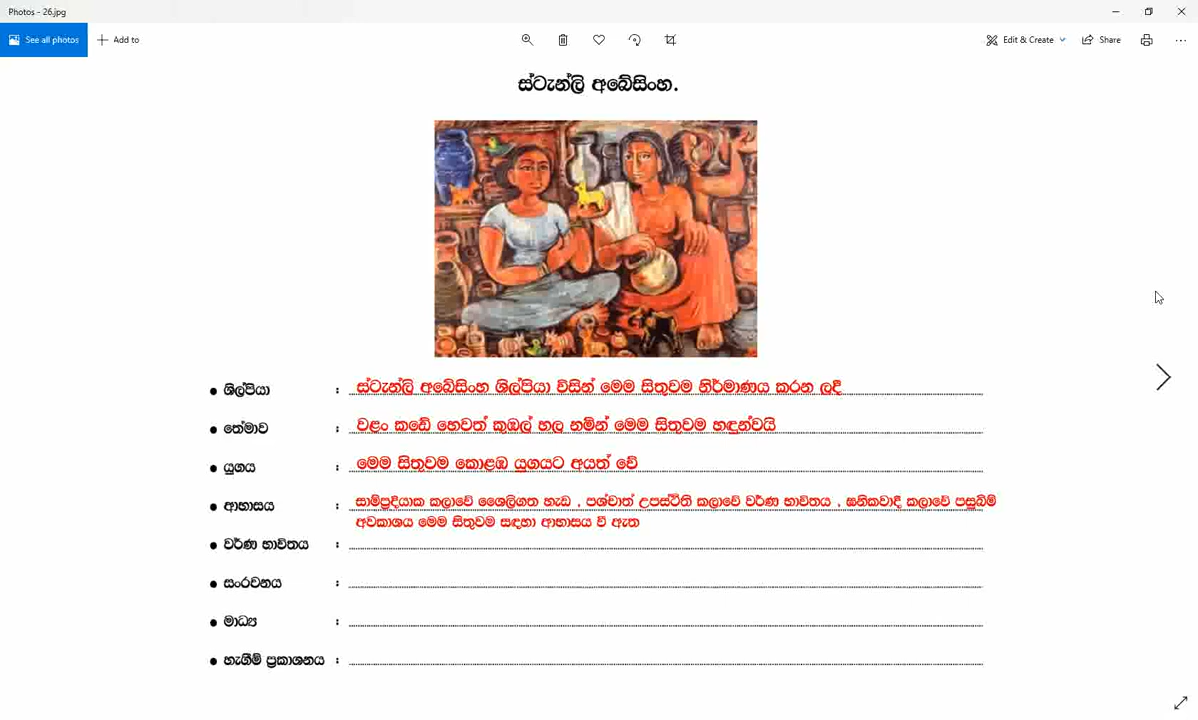 Photos - 26.jpg
See all photos
Add to
Edit & Create
Share
ස්ටැන්ලි අබේසිංහ.
● ශිල්පියා : ස්ටැන්ලි අබේසිංහ ශිල්පියා විසින් මෙම සිතුවම නිර්මාණය කරන ලදී
● තේමාව : වළං කඩේ හෙවත් කුඹල් හල නමින් මෙම සිතුවම හඳුන්වයි
● යුගය : මෙම සිතුවම කොළඹ යුගයට අයත් වේ
● ආභාසය : සාම්ප්‍රදියාක කලාවේ ශෛලිගත හැඩ , පශ්චාත් උපස්ථිති කලාවේ වර්ණ භාවිතය , ඝනිකවාදී කලාවේ පසුබිම්
අවකාශය මෙම සිතුවම සඳහා ආභාසය වී ඇත
● වර්ණ භාවිතය :
● සංරචනය :
● මාධ්‍ය :
● හැඟීම් ප්‍රකාශනය :